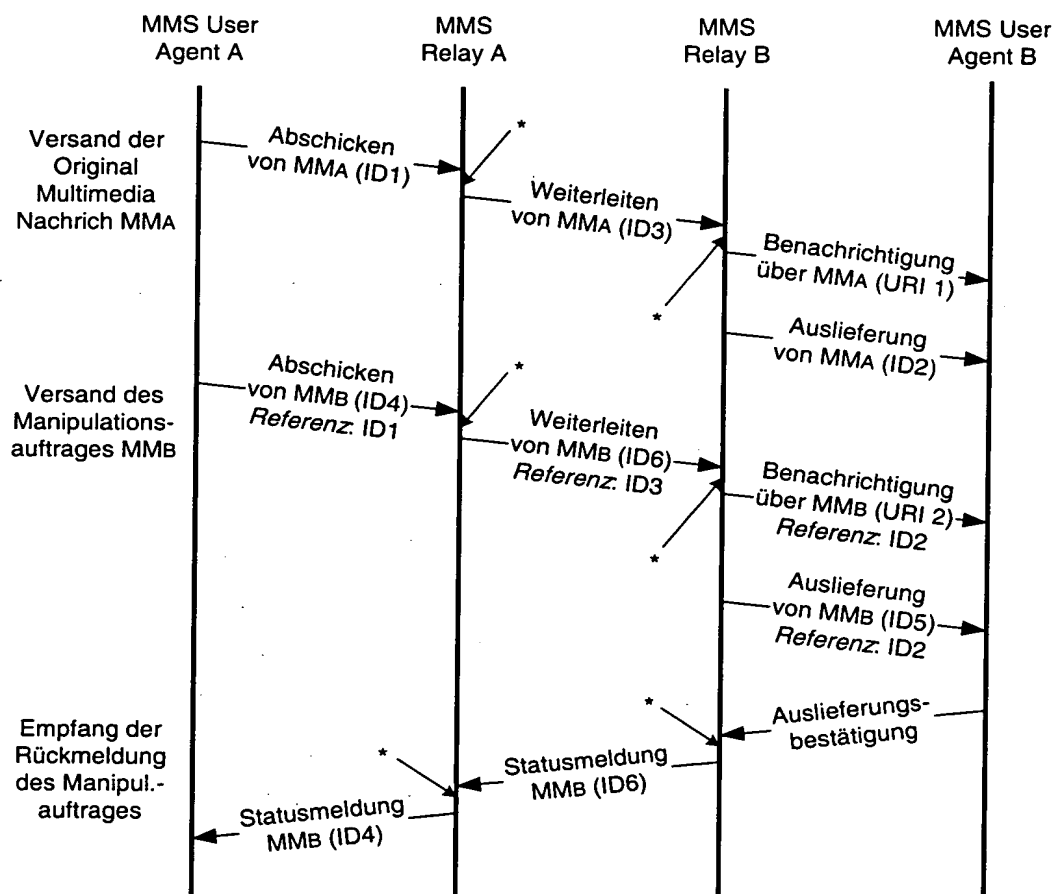 MMS User
Agent A
MMS
Relay A
MMS
Relay B
MMS User
Agent B
Versand der
Original
Multimedia
Nachrich MMA
Abschicken
von MMA (ID1)
*
Weiterleiten
von MMA (ID3)
*
Benachrichtigung
über MMA (URI 1)
Auslieferung
von MMA (ID2)
Versand des
Manipulations-
auftrages MMB
Abschicken
von MMB (ID4)
Referenz: ID1
*
Weiterleiten
von MMB (ID6)
Referenz: ID3
*
Benachrichtigung
über MMB (URI 2)
Referenz: ID2
Auslieferung
von MMB (ID5)
Referenz: ID2
Empfang der
Rückmeldung
des Manipul.-
auftrages
Auslieferungs-
bestätigung
*
Statusmeldung
MMB (ID6)
*
Statusmeldung
MMB (ID4)